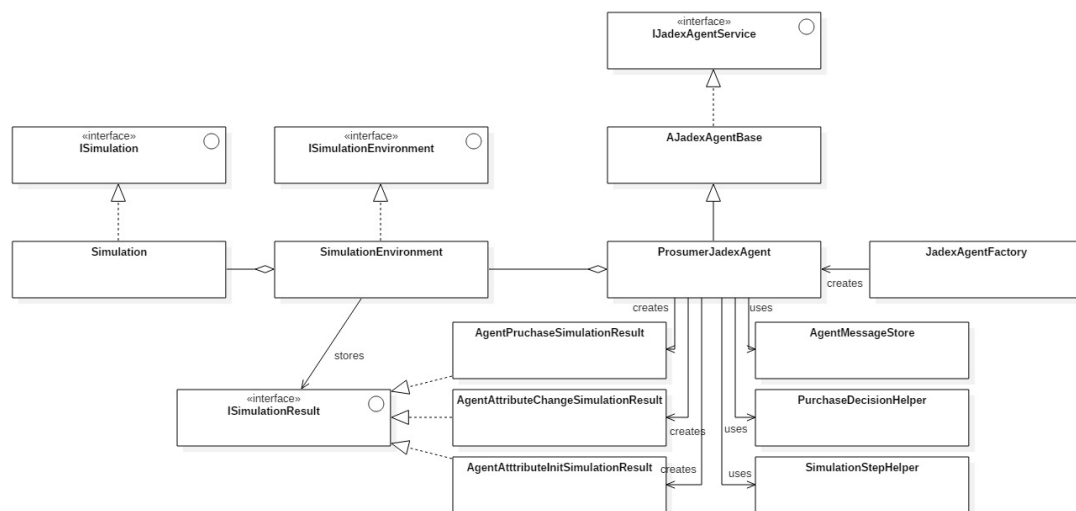 «interface»
IJadexAgentService
«interface»
ISimulation
«interface»
ISimulationEnvironment
AJadexAgentBase
Simulation
SimulationEnvironment
ProsumerJadexAgent
JadexAgentFactory
creates
creates
uses
AgentPruchaseSimulationResult
AgentMessageStore
stores
«interface»
ISimulationResult
AgentAttributeChangeSimulationResult
PurchaseDecisionHelper
creates
uses
AgentAtttributeInitSimulationResult
creates
uses
SimulationStepHelper